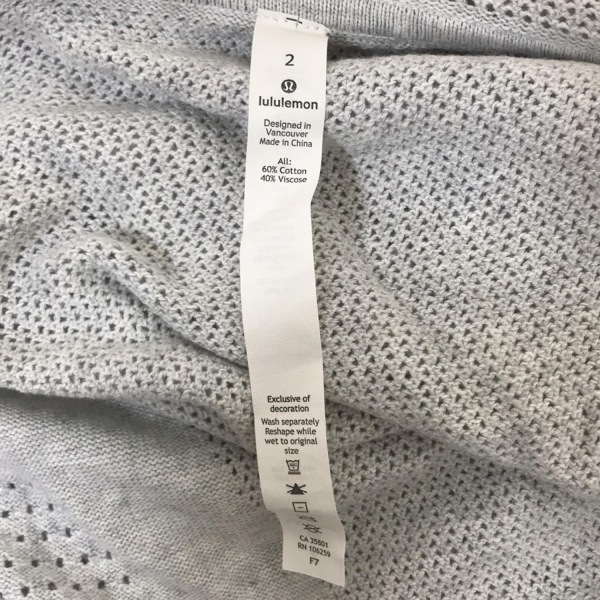 2
lululemon
Designed in
Vancouver
Made in China
All:
60% Cotton
40% Viscose
Exclusive of
decoration
Wash separately
Reshape while
wet to original
size
CA 35801
RN 106259
F7